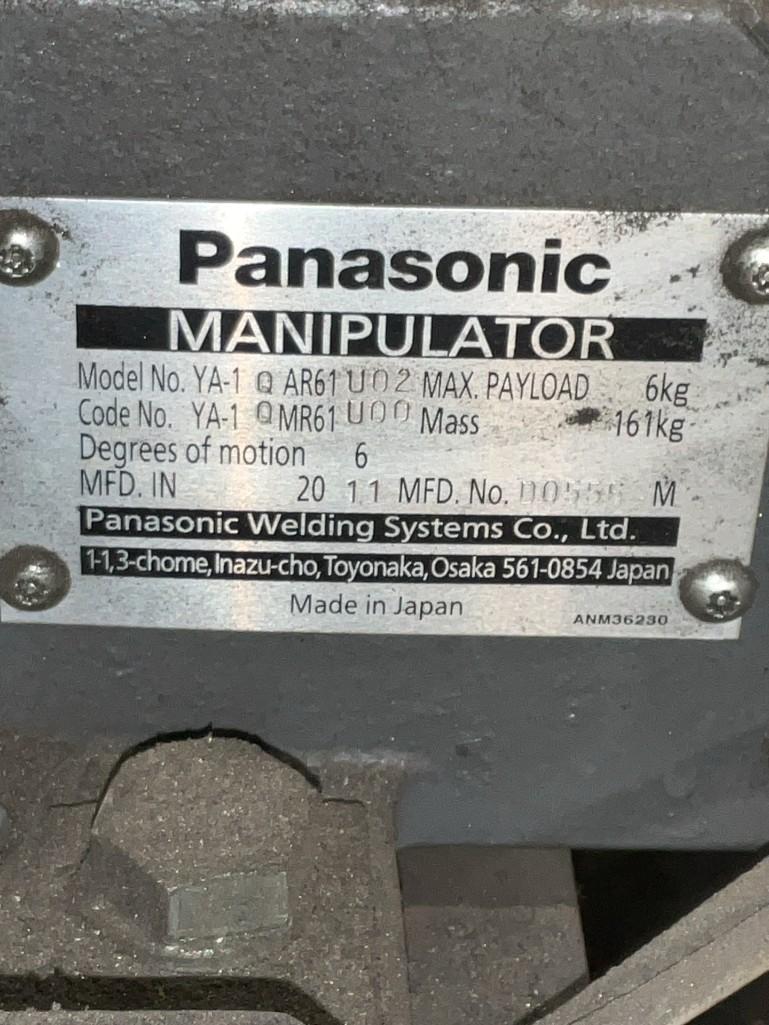 Panasonic
MANIPULATOR
Model No. YA-1 Q AR61 U02 MAX. PAYLOAD 6kg
Code No. YA-1 Q MR61 U00 Mass 161kg
Degrees of motion 6
MFD. IN 20 11 MFD. No. M
Panasonic Welding Systems Co., Ltd.
1-1,3-chome, Inazu-cho, Toyonaka, Osaka 561-0854 Japan
Made in Japan
ANM36230